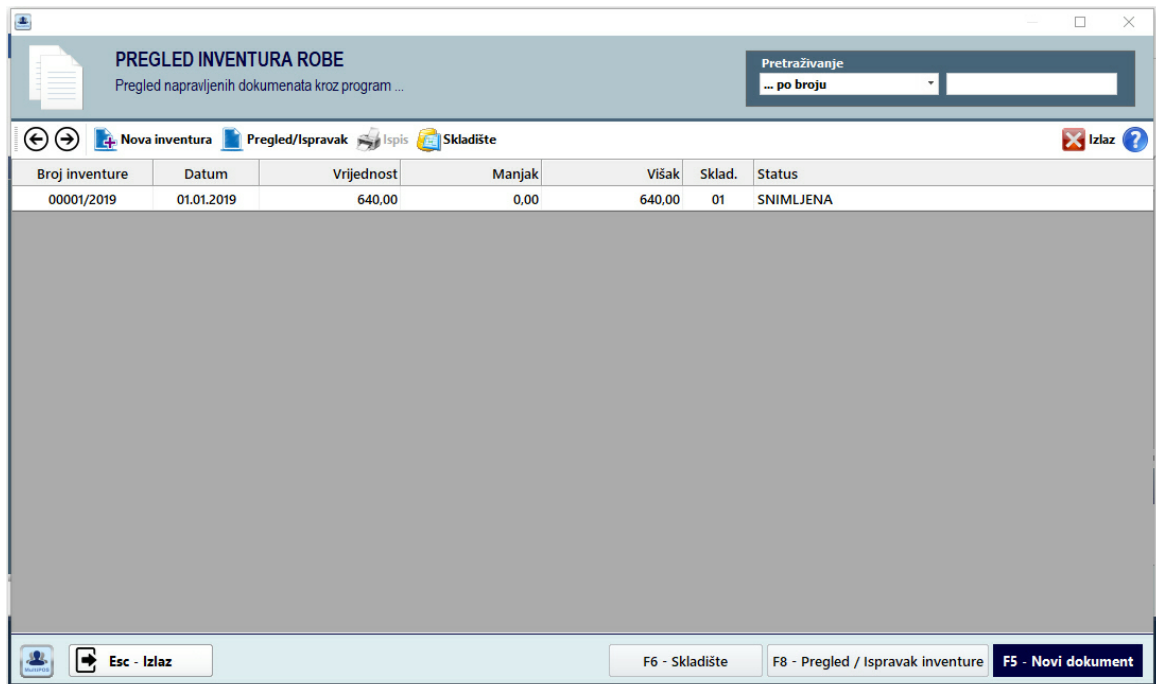 PREGLED INVENTURA ROBE
Pregled napravljenih dokumenata kroz program ...
Pretraživanje
... po broju
Nova inventura Pregled/Ispravak Ispis Skladište Izlaz ?
Broj inventure Datum Vrijednost Manjak Višak Sklad. Status
00001/2019 01.01.2019 640,00 0,00 640,00 01 SNIMLJENA
Esc - Izlaz F6 - Skladište F8 - Pregled / Ispravak inventure F5 - Novi dokument